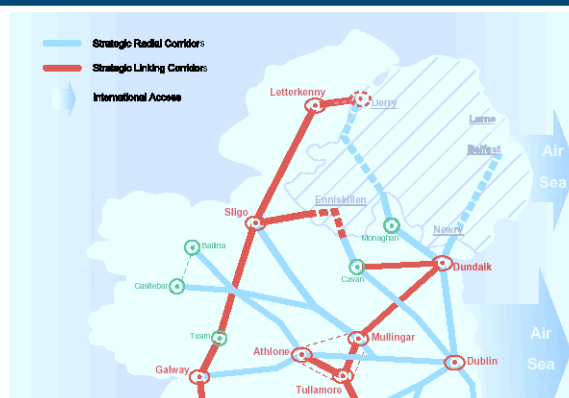 Strategic Radial Corridors
Strategic Linking Corridors
International Access
Letterkenny
Derry
Larne
Belfast
Air
Sea
Enniskillen
Sligo
Newry
Monaghan
Ballina
Dundalk
Cavan
Castlebar
Tuam
Mullingar
Air
Athlone
Dublin
Sea
Galway
Tullamore